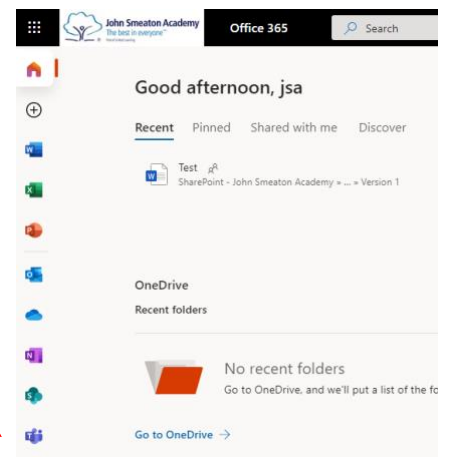 John Smeaton Academy
The best in everyone™
Office 365
Search
Good afternoon, jsa
Recent Pinned Shared with me Discover
Test
SharePoint - John Smeaton Academy » ... » Version 1
OneDrive
Recent folders
No recent folders
Go to OneDrive, and we'll put a list of the fo
Go to OneDrive →